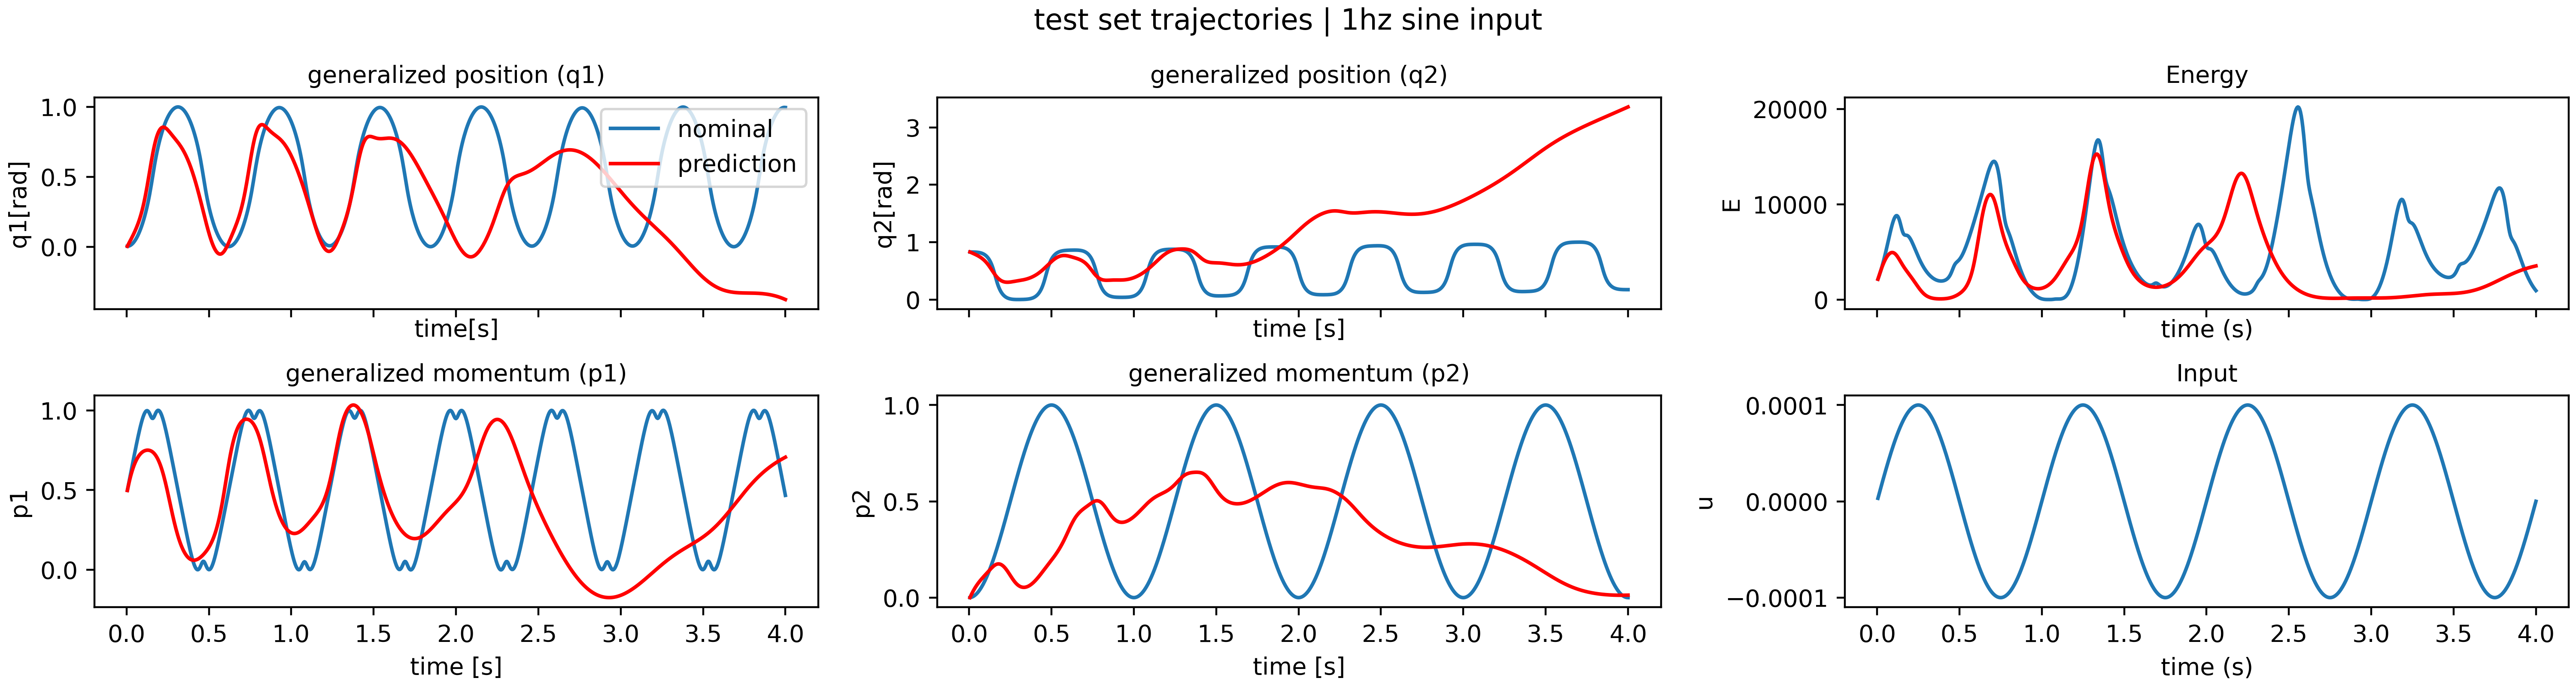 test set trajectories | 1hz sine input
generalized position (q1)
q1[rad]
1.0
0.5
0.0
nominal
prediction
time[s]
generalized position (q2)
q2[rad]
3
2
1
0
time [s]
Energy
E
20000
10000
0
time (s)
generalized momentum (p1)
p1
1.0
0.5
0.0
0.0 0.5 1.0 1.5 2.0 2.5 3.0 3.5 4.0
time [s]
generalized momentum (p2)
p2
1.0
0.5
0.0
0.0 0.5 1.0 1.5 2.0 2.5 3.0 3.5 4.0
time [s]
Input
u
0.0001
0.0000
−0.0001
0.0 0.5 1.0 1.5 2.0 2.5 3.0 3.5 4.0
time (s)